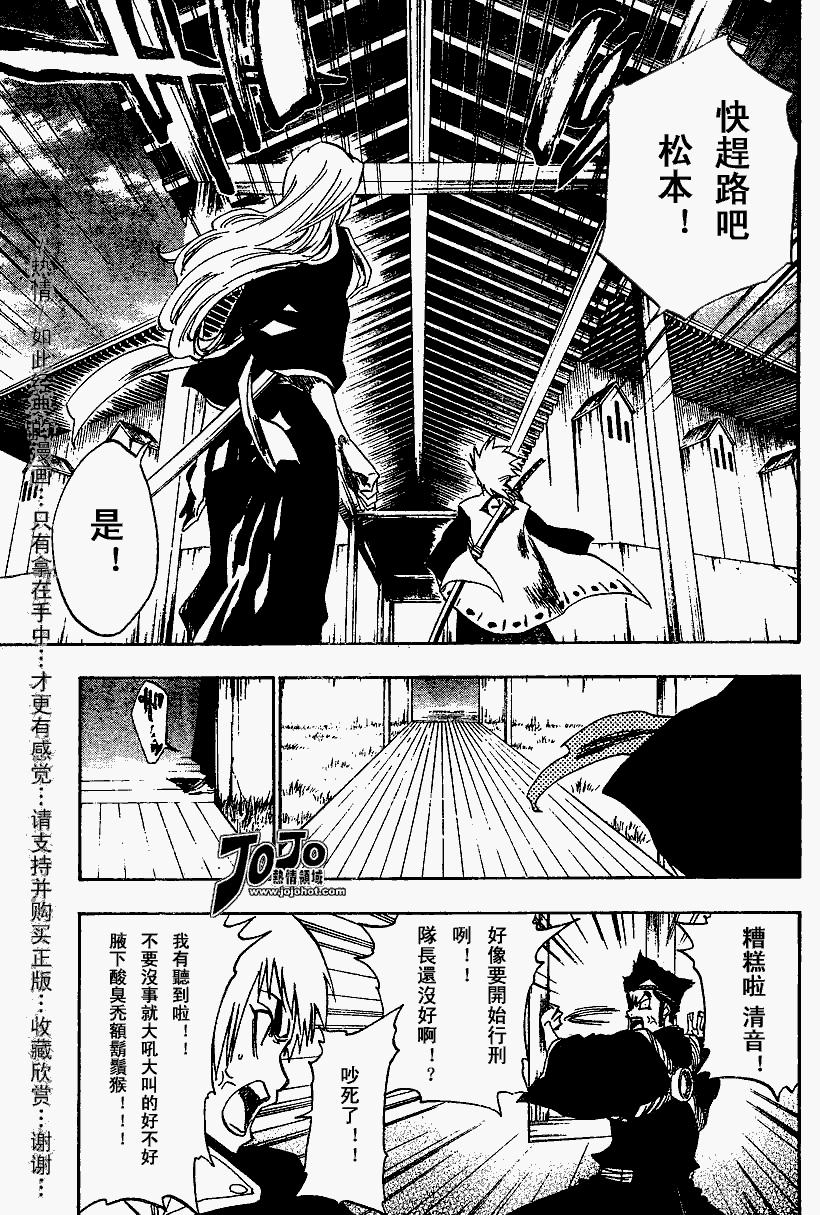 快趕路吧
松本！
是！
糟糕啦 清音！
好像要開始行刑
咧！！
隊長還沒好啊！？
吵死了！！
我有聽到啦！！
不要沒事就大吼大叫的好不好
腋下酸臭禿額鬍鬚猴！！！
JOJO
熱情領域
www.jojohot.com
热情
如此经典的漫画…只有拿在手中…才更有感觉…请支持并购买正版…收藏欣赏…谢谢…